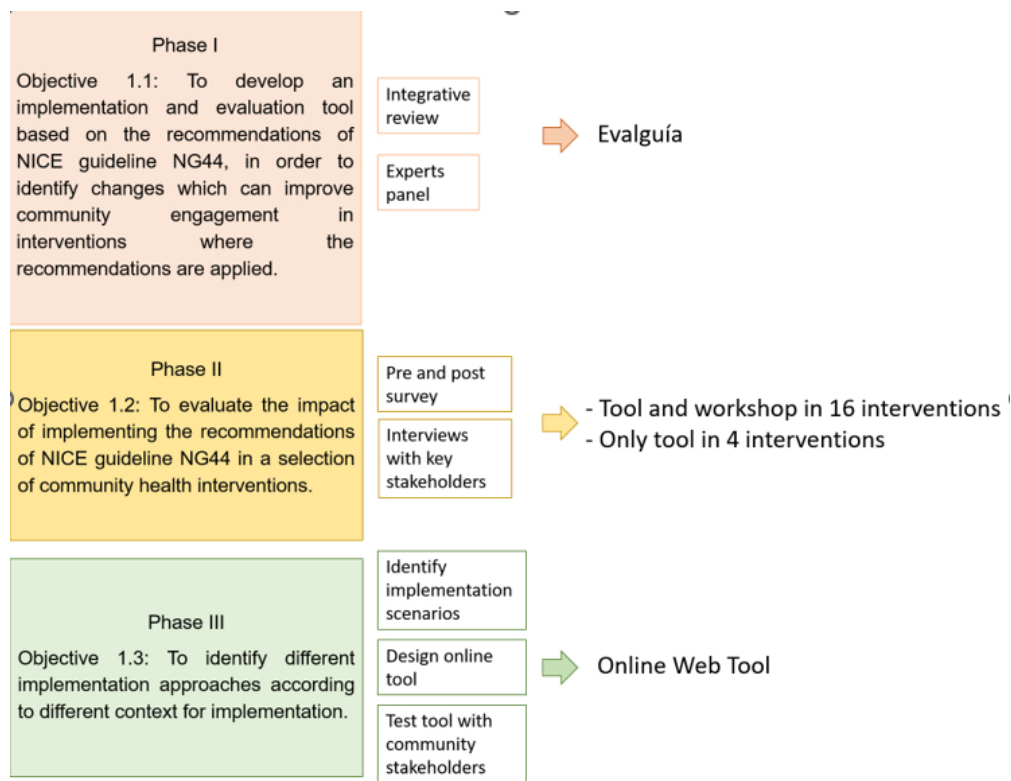 Phase I
Objective 1.1: To develop an
implementation and evaluation tool
based on the recommendations of
NICE guideline NG44, in order to
identify changes which can improve
community engagement in
interventions where the
recommendations are applied.
Integrative
review
Experts
panel
Evalguía
Phase II
Objective 1.2: To evaluate the impact
of implementing the recommendations
of NICE guideline NG44 in a selection
of community health interventions.
Pre and post
survey
Interviews
with key
stakeholders
- Tool and workshop in 16 interventions
- Only tool in 4 interventions
Phase III
Objective 1.3: To identify different
implementation approaches according
to different context for implementation.
Identify
implementation
scenarios
Design online
tool
Test tool with
community
stakeholders
Online Web Tool